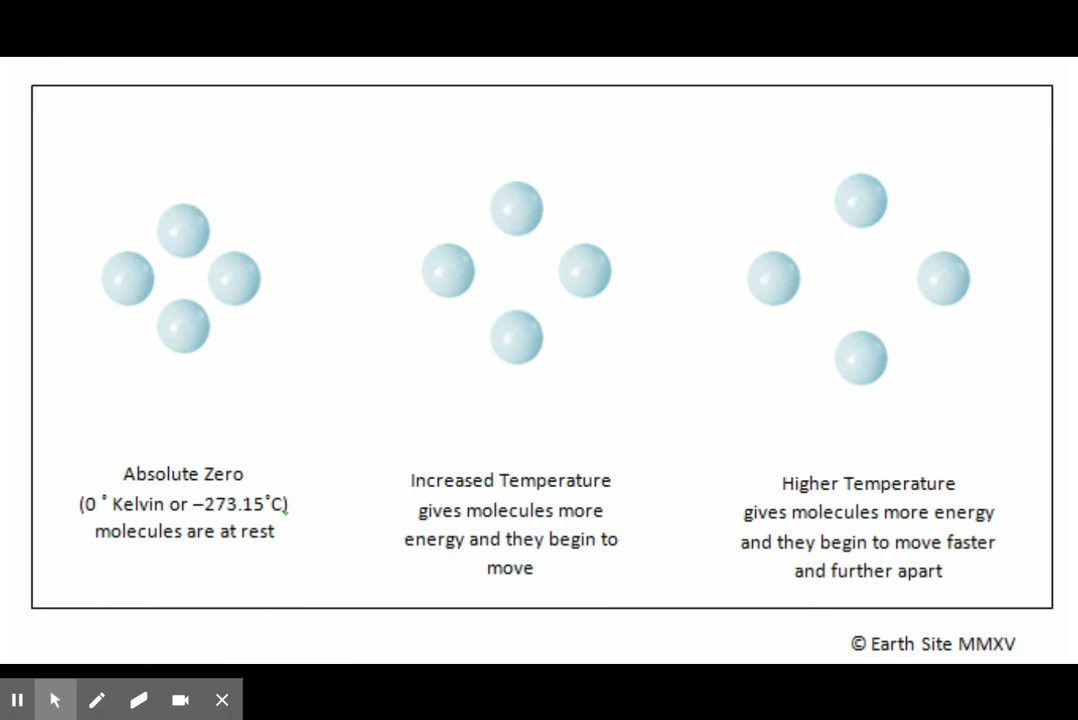 Absolute Zero
(0 ˚ Kelvin or –273.15˚C)
molecules are at rest
Increased Temperature
gives molecules more
energy and they begin to
move
Higher Temperature
gives molecules more energy
and they begin to move faster
and further apart
© Earth Site MMXV